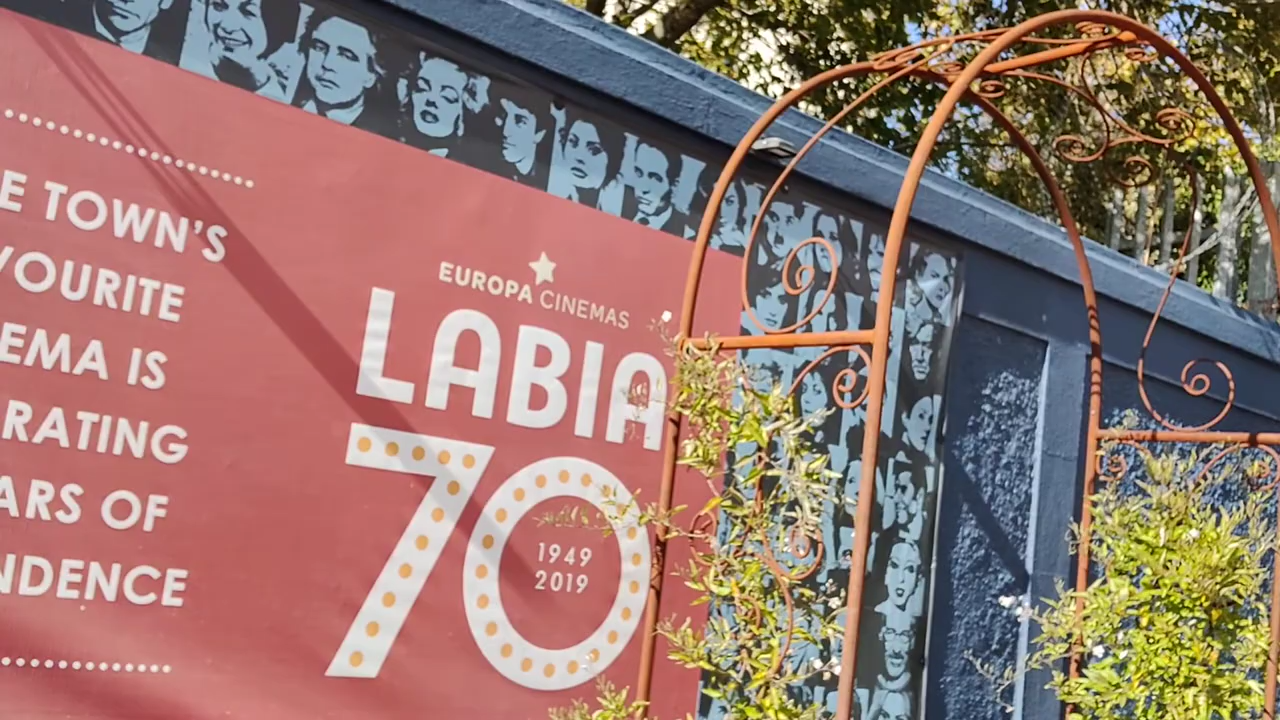 E TOWN'S
VOURITE
EMA IS
RATING
ARS OF
NDENCE
EUROPA CINEMAS
LABIA
70
1949
2019